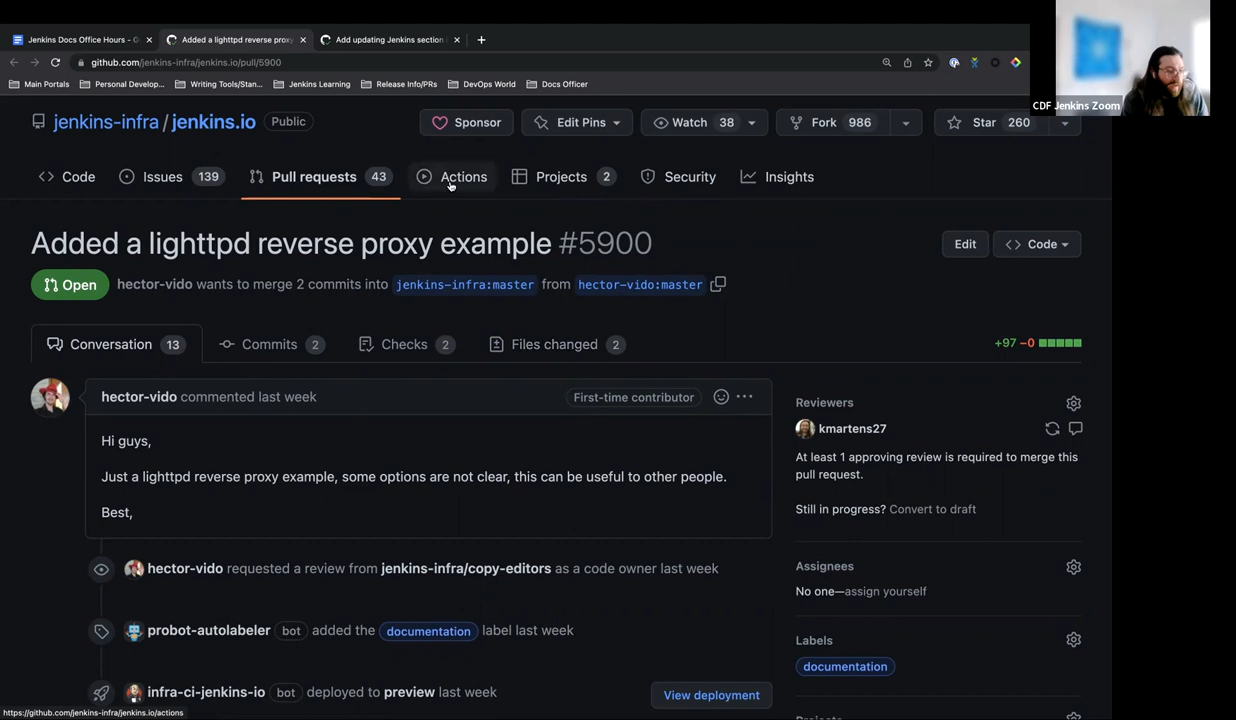 Jenkins Docs Office Hours - G
Added a lighttpd reverse proxy
Add updating Jenkins section
github.com/jenkins-infra/jenkins.io/pull/5900
Main Portals
Personal Develop...
Writing Tools/Stan...
Jenkins Learning
Release Info/PRs
DevOps World
Docs Officer
CDF Jenkins Zoom
jenkins-infra / jenkins.io Public
Sponsor
Edit Pins
Watch 38
Fork 986
Star 260
Code
Issues 139
Pull requests 43
Actions
Projects 2
Security
Insights
Added a lighttpd reverse proxy example #5900
Edit
Code
Open
hector-vido wants to merge 2 commits into jenkins-infra:master from hector-vido:master
Conversation 13
Commits 2
Checks 2
Files changed 2
+97 −0
hector-vido commented last week
First-time contributor
Hi guys,
Just a lighttpd reverse proxy example, some options are not clear, this can be useful to other people.
Best,
hector-vido requested a review from jenkins-infra/copy-editors as a code owner last week
probot-autolabeler bot added the documentation label last week
infra-ci-jenkins-io bot deployed to preview last week
View deployment
Reviewers
kmartens27
At least 1 approving review is required to merge this
pull request.
Still in progress? Convert to draft
Assignees
No one—assign yourself
Labels
documentation
Projects
https://github.com/jenkins-infra/jenkins.io/actions